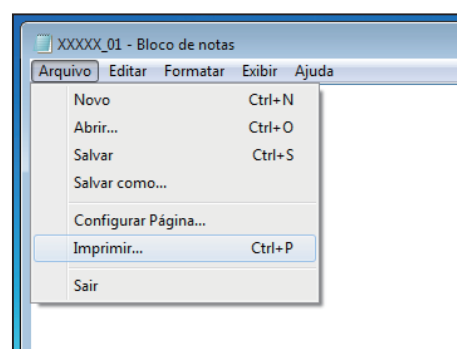 XXXXX_01 - Bloco de notas
Arquivo Editar Formatar Exibir Ajuda
Novo Ctrl+N
Abrir... Ctrl+O
Salvar Ctrl+S
Salvar como...
Configurar Página...
Imprimir... Ctrl+P
Sair